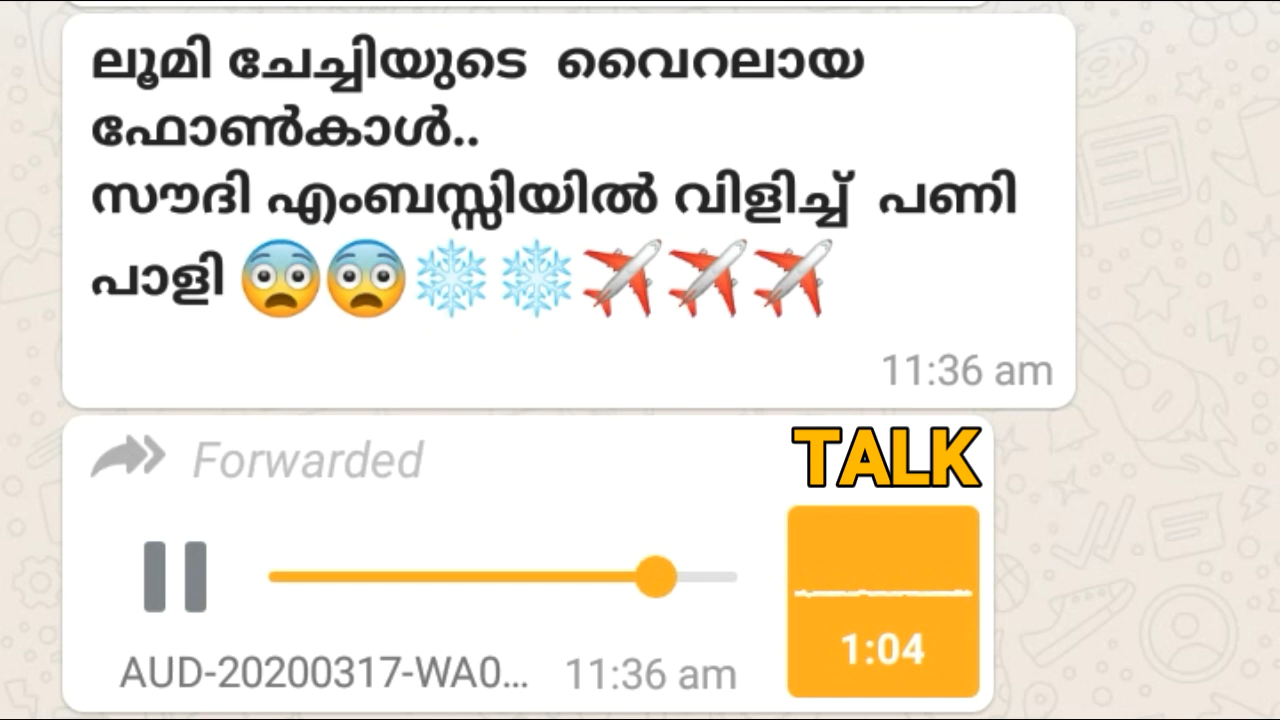 ലൂമി ചേച്ചിയുടെ വൈറലായ
ഫോൺകാൾ..
സൗദി എംബസ്സിയിൽ വിളിച്ച് പണി
പാളി 😨😨❄️❄️✈️✈️✈️
11:36 am
Forwarded
TALK
1:04
AUD-20200317-WA0... 11:36 am